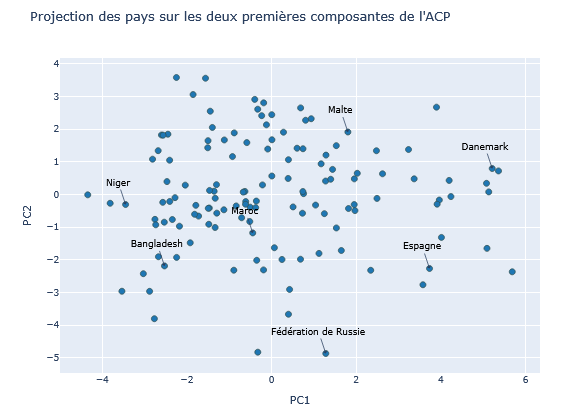 Projection des pays sur les deux premières composantes de l'ACP
4
3
2
1
0
−1
−2
−3
−4
−5
PC2
Malte
Danemark
Niger
Maroc
Bangladesh
Espagne
Fédération de Russie
−4
−2
0
2
4
6
PC1